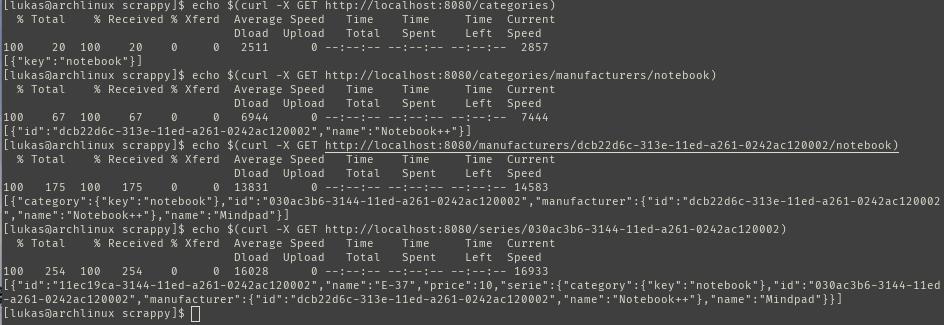 [lukas@archlinux scrappy]$ echo $(curl -X GET http://localhost:8080/categories)
  % Total    % Received % Xferd  Average Speed   Time    Time     Time  Current
                                 Dload  Upload   Total   Spent    Left  Speed
100    20  100    20    0     0   2511      0 --:--:-- --:--:-- --:--:--  2857
[{"key":"notebook"}]
[lukas@archlinux scrappy]$ echo $(curl -X GET http://localhost:8080/categories/manufacturers/notebook)
  % Total    % Received % Xferd  Average Speed   Time    Time     Time  Current
                                 Dload  Upload   Total   Spent    Left  Speed
100    67  100    67    0     0   6944      0 --:--:-- --:--:-- --:--:--  7444
[{"id":"dcb22d6c-313e-11ed-a261-0242ac120002","name":"Notebook++"}]
[lukas@archlinux scrappy]$ echo $(curl -X GET http://localhost:8080/manufacturers/dcb22d6c-313e-11ed-a261-0242ac120002/notebook)
  % Total    % Received % Xferd  Average Speed   Time    Time     Time  Current
                                 Dload  Upload   Total   Spent    Left  Speed
100   175  100   175    0     0  13831      0 --:--:-- --:--:-- --:--:-- 14583
[{"category":{"key":"notebook"},"id":"030ac3b6-3144-11ed-a261-0242ac120002","manufacturer":{"id":"dcb22d6c-313e-11ed-a261-0242ac120002
","name":"Notebook++"},"name":"Mindpad"}]
[lukas@archlinux scrappy]$ echo $(curl -X GET http://localhost:8080/series/030ac3b6-3144-11ed-a261-0242ac120002)
  % Total    % Received % Xferd  Average Speed   Time    Time     Time  Current
                                 Dload  Upload   Total   Spent    Left  Speed
100   254  100   254    0     0  16028      0 --:--:-- --:--:-- --:--:-- 16933
[{"id":"11ec19ca-3144-11ed-a261-0242ac120002","name":"E-37","price":10,"serie":{"category":{"key":"notebook"},"id":"030ac3b6-3144-11ed
-a261-0242ac120002","manufacturer":{"id":"dcb22d6c-313e-11ed-a261-0242ac120002","name":"Notebook++"},"name":"Mindpad"}}]
[lukas@archlinux scrappy]$